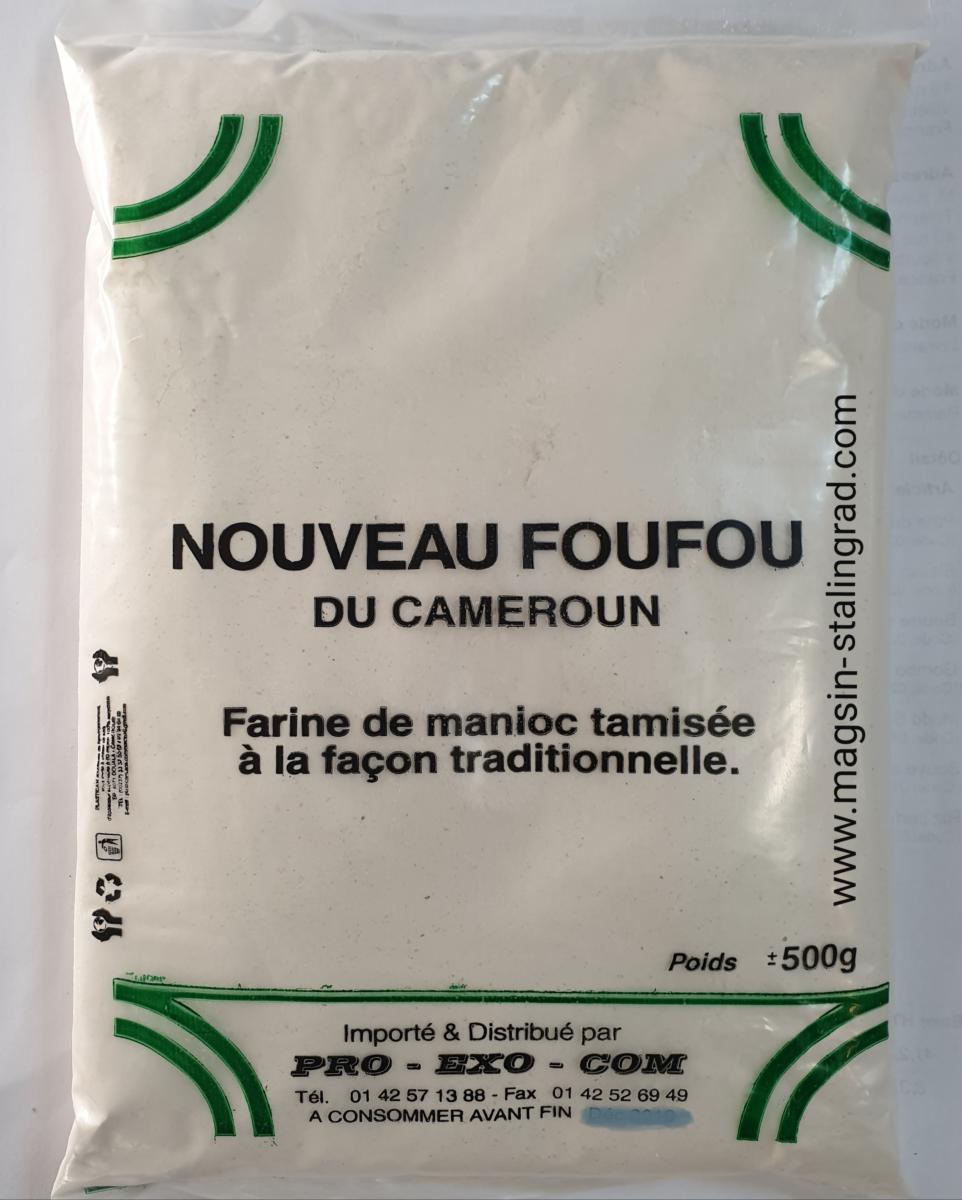 NOUVEAU FOUFOU
DU CAMEROUN
Farine de manioc tamisée
à la façon traditionnelle.
www.magsin-stalingrad.com
Poids ±500g
Importé & Distribué par
PRO - EXO - COM
Tél. 01 42 57 13 88 - Fax 01 42 52 69 49
A CONSOMMER AVANT FIN